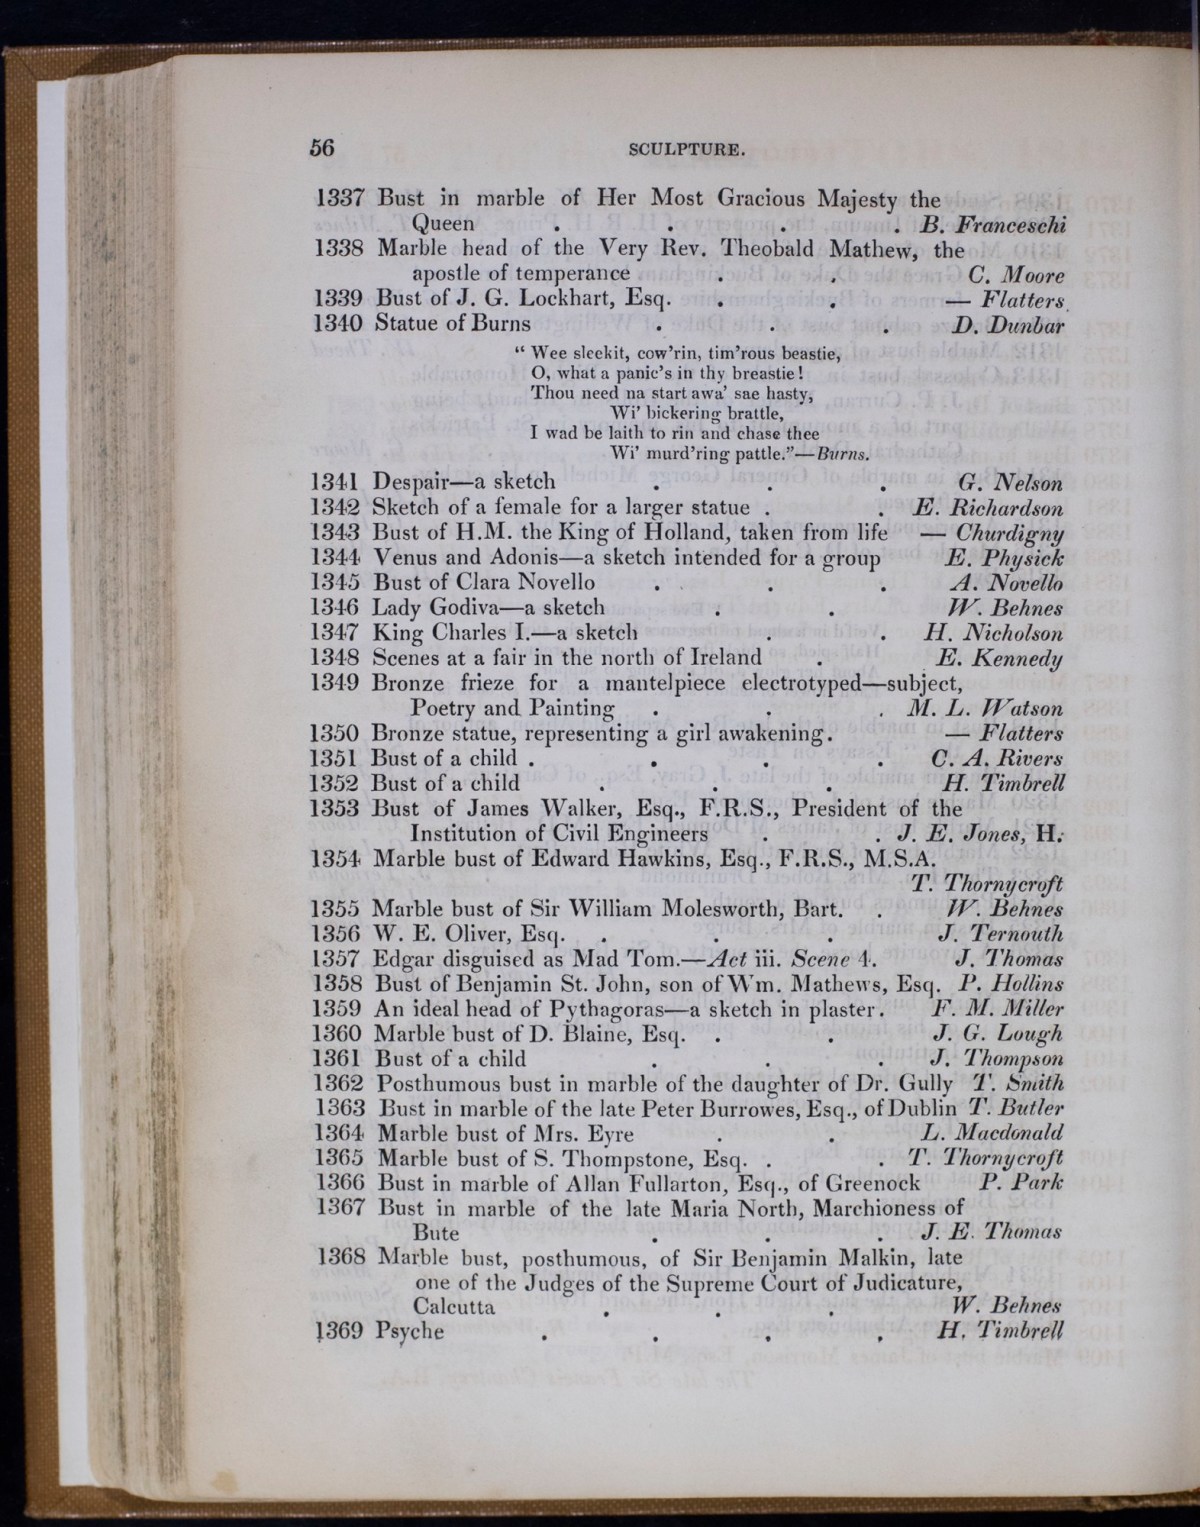 56 SCULPTURE.
1337 Bust in marble of Her Most Gracious Majesty the
Queen . . . . B. Franceschi
1338 Marble head of the Very Rev. Theobald Mathew, the
apostle of temperance . . C. Moore
1339 Bust of J. G. Lockhart, Esq. . . — Flatters
1340 Statue of Burns . . . D. Dunbar
“ Wee sleekit, cow’rin, tim’rous beastie,
O, what a panic’s in thy breastie!
Thou need na start awa’ sae hasty,
Wi’ bickering brattle,
I wad be laith to rin and chase thee
Wi’ murd’ring pattle.”—Burns.
1341 Despair—a sketch . . . G. Nelson
1342 Sketch of a female for a larger statue . . E. Richardson
1343 Bust of H.M. the King of Holland, taken from life — Churdigny
1344 Venus and Adonis—a sketch intended for a group E. Physick
1345 Bust of Clara Novello . . . A. Novello
1346 Lady Godiva—a sketch . . W. Behnes
1347 King Charles I.—a sketch . . H. Nicholson
1348 Scenes at a fair in the north of Ireland . E. Kennedy
1349 Bronze frieze for a mantelpiece electrotyped—subject,
Poetry and Painting . . . M. L. Watson
1350 Bronze statue, representing a girl awakening . — Flatters
1351 Bust of a child . . . . C. A. Rivers
1352 Bust of a child . . . H. Timbrell
1353 Bust of James Walker, Esq., F.R.S., President of the
Institution of Civil Engineers . . J. E. Jones, H.
1354 Marble bust of Edward Hawkins, Esq., F.R.S., M.S.A.
T. Thornycroft
1355 Marble bust of Sir William Molesworth, Bart. . W. Behnes
1356 W. E. Oliver, Esq. . . . J. Ternouth
1357 Edgar disguised as Mad Tom.—Act iii. Scene 4. J. Thomas
1358 Bust of Benjamin St. John, son of Wm. Mathews, Esq. P. Hollins
1359 An ideal head of Pythagoras—a sketch in plaster . F. M. Miller
1360 Marble bust of D. Blaine, Esq. . . J. G. Lough
1361 Bust of a child . . . J. Thompson
1362 Posthumous bust in marble of the daughter of Dr. Gully T. Smith
1363 Bust in marble of the late Peter Burrowes, Esq., of Dublin T. Butler
1364 Marble bust of Mrs. Eyre . . L. Macdonald
1365 Marble bust of S. Thompstone, Esq. . . T. Thornycroft
1366 Bust in marble of Allan Fullarton, Esq., of Greenock P. Park
1367 Bust in marble of the late Maria North, Marchioness of
Bute . . . J. E. Thomas
1368 Marble bust, posthumous, of Sir Benjamin Malkin, late
one of the Judges of the Supreme Court of Judicature,
Calcutta . . . W. Behnes
1369 Psyche . . . . H. Timbrell